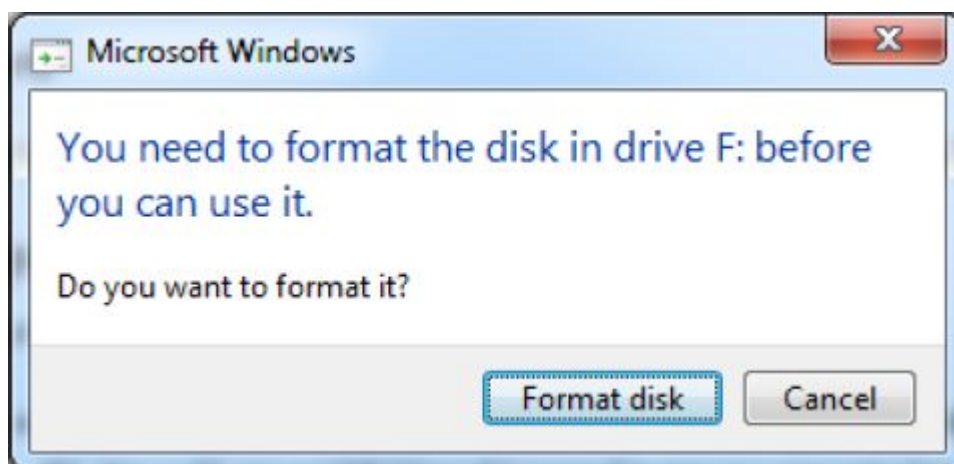 Microsoft Windows
You need to format the disk in drive F: before
you can use it.
Do you want to format it?
Format disk
Cancel